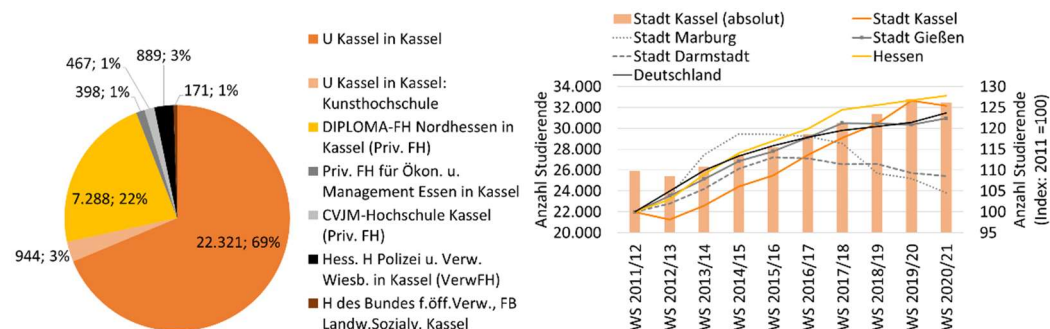 889; 3%
467; 1%
398; 1%
171; 1%
7.288; 22%
22.321; 69%
944; 3%
U Kassel in Kassel
U Kassel in Kassel:
Kunsthochschule
DIPLOMA-FH Nordhessen in
Kassel (Priv. FH)
Priv. FH für Ökon. u.
Management Essen in Kassel
CVJM-Hochschule Kassel
(Priv. FH)
Hess. H Polizei u. Verw.
Wiesb. in Kassel (VerwFH)
H des Bundes f.öff.Verw., FB
Landw.Sozialv. Kassel
Stadt Kassel (absolut)
Stadt Kassel
Stadt Marburg
Stadt Gießen
Stadt Darmstadt
Hessen
Deutschland
Anzahl Studierende
34.000
32.000
30.000
28.000
26.000
24.000
22.000
20.000
130
125
120
115
110
105
100
95
Anzahl Studierende
(Index: 2011 =100)
WS 2011/12
WS 2012/13
WS 2013/14
WS 2014/15
WS 2015/16
WS 2016/17
WS 2017/18
WS 2018/19
WS 2019/20
WS 2020/21